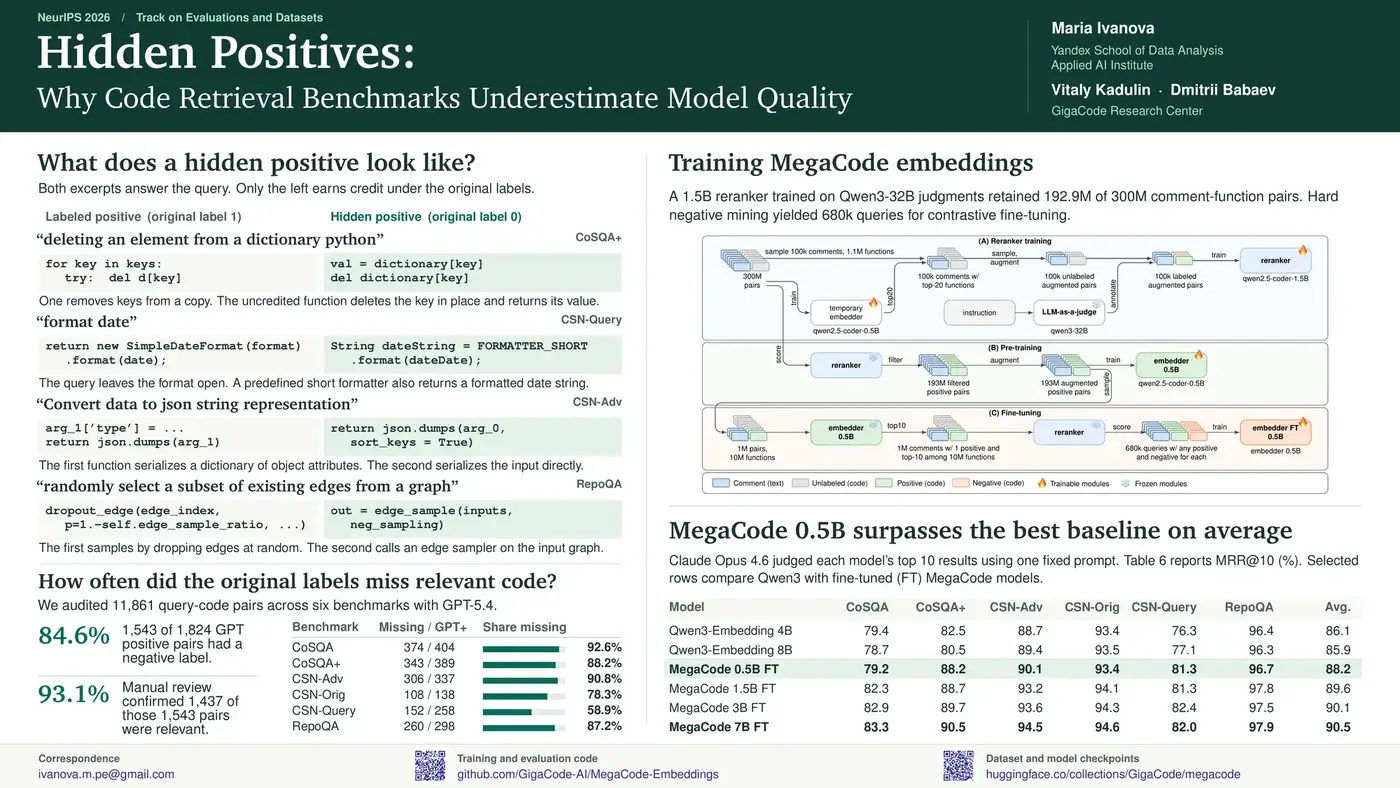 NeurIPS 2026 / Track on Evaluations and Datasets
Hidden Positives:
Why Code Retrieval Benchmarks Underestimate Model Quality
Maria Ivanova
Yandex School of Data Analysis
Applied AI Institute
Vitaly Kadulin · Dmitrii Babaev
GigaCode Research Center
What does a hidden positive look like?
Both excerpts answer the query. Only the left earns credit under the original labels.
Labeled positive (original label 1) Hidden positive (original label 0)
“deleting an element from a dictionary python” CoSQA+
for key in keys:
try: del d[key]
val = dictionary[key]
del dictionary[key]
One removes keys from a copy. The uncredited function deletes the key in place and returns its value.
“format date” CSN-Query
return new SimpleDateFormat(format)
.format(date);
String dateString = FORMATTER_SHORT
.format(dateDate);
The query leaves the format open. A predefined short formatter also returns a formatted date string.
“Convert data to json string representation” CSN-Adv
arg_1['type'] = ...
return json.dumps(arg_1)
return json.dumps(arg_0,
sort_keys = True)
The first function serializes a dictionary of object attributes. The second serializes the input directly.
“randomly select a subset of existing edges from a graph” RepoQA
dropout_edge(edge_index,
p=1.-self.edge_sample_ratio, ...)
out = edge_sample(inputs,
neg_sampling)
The first samples by dropping edges at random. The second calls an edge sampler on the input graph.
How often did the original labels miss relevant code?
We audited 11,861 query-code pairs across six benchmarks with GPT-5.4.
84.6%
1,543 of 1,824 GPT
positive pairs had a
negative label.
93.1%
Manual review
confirmed 1,437 of
those 1,543 pairs
were relevant.
Benchmark Missing / GPT+ Share missing
CoSQA 374 / 404 92.6%
CoSQA+ 343 / 389 88.2%
CSN-Adv 306 / 337 90.8%
CSN-Orig 108 / 138 78.3%
CSN-Query 152 / 258 58.9%
RepoQA 260 / 298 87.2%
Training MegaCode embeddings
A 1.5B reranker trained on Qwen3-32B judgments retained 192.9M of 300M comment-function pairs. Hard
negative mining yielded 680k queries for contrastive fine-tuning.
(A) Reranker training
sample 100k comments, 1.1M functions
300M
pairs
train
temporary
embedder
qwen2.5-coder-0.5B
top20
100k comments w/
top-20 functions
sample,
augment
100k unlabeled
augmented pairs
instruction
LLM-as-a-judge
qwen3-32B
annotate
100k labeled
augmented pairs
train
reranker
qwen2.5-coder-1.5B
(B) Pre-training
score
reranker
filter
193M filtered
positive pairs
augment
193M augmented
positive pairs
train
sample
embedder
0.5B
qwen2.5-coder-0.5B
(C) Fine-tuning
1M pairs,
10M functions
embedder
0.5B
top10
1M comments w/ 1 positive and
top-10 among 10M functions
reranker
score
680k queries w/ any positive
and negative for each
train
embedder FT
0.5B
embedder 0.5B
Comment (text) Unlabeled (code) Positive (code) Negative (code) Trainable modules Frozen modules
MegaCode 0.5B surpasses the best baseline on average
Claude Opus 4.6 judged each model's top 10 results using one fixed prompt. Table 6 reports MRR@10 (%). Selected
rows compare Qwen3 with fine-tuned (FT) MegaCode models.
Model CoSQA CoSQA+ CSN-Adv CSN-Orig CSN-Query RepoQA Avg.
Qwen3-Embedding 4B 79.4 82.5 88.7 93.4 76.3 96.4 86.1
Qwen3-Embedding 8B 78.7 80.5 89.4 93.5 77.1 96.3 85.9
MegaCode 0.5B FT 79.2 88.2 90.1 93.4 81.3 96.7 88.2
MegaCode 1.5B FT 82.3 88.7 93.2 94.1 81.3 97.8 89.6
MegaCode 3B FT 82.9 89.7 93.6 94.3 82.4 97.5 90.1
MegaCode 7B FT 83.3 90.5 94.5 94.6 82.0 97.9 90.5
Correspondence
ivanova.m.pe@gmail.com
Training and evaluation code
github.com/GigaCode-AI/MegaCode-Embeddings
Dataset and model checkpoints
huggingface.co/collections/GigaCode/megacode